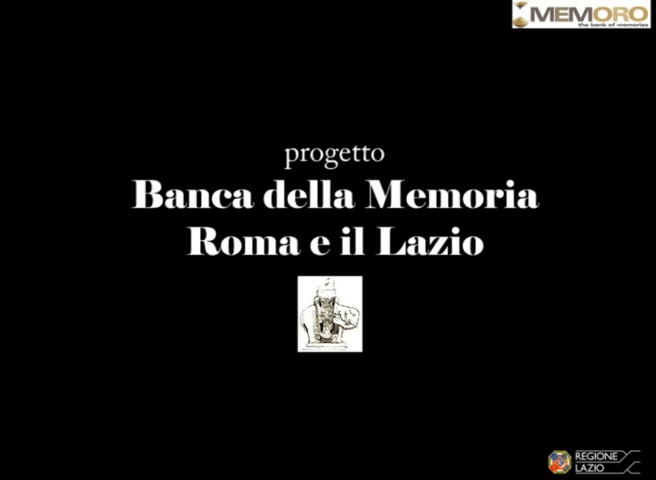 MEMORO
the bank of memories
progetto
Banca della Memoria
Roma e il Lazio
REGIONE
LAZIO